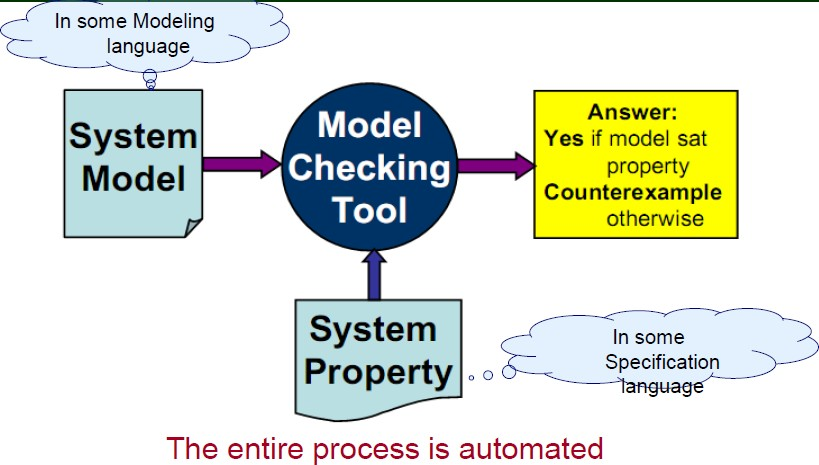 In some Modeling
language
System
Model
Model
Checking
Tool
Answer:
Yes if model sat
property
Counterexample
otherwise
System
Property
In some
Specification
language
The entire process is automated